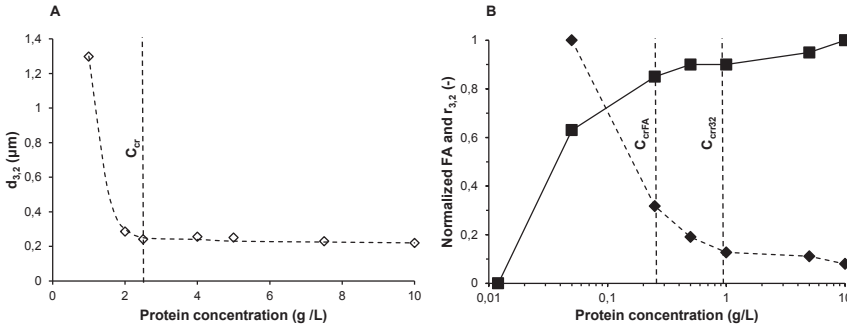 A
1,4
1,2
1
0,8
0,6
0,4
0,2
0
0 2 4 6 8 10
d3,2 (µm)
Ccr
Protein concentration (g /L)
B
1
0,8
0,6
0,4
0,2
0
0,01 0,1 1 10
Normalized FA and r3,2 (-)
CcrFA
Ccrr32
Protein concentration (g/L)